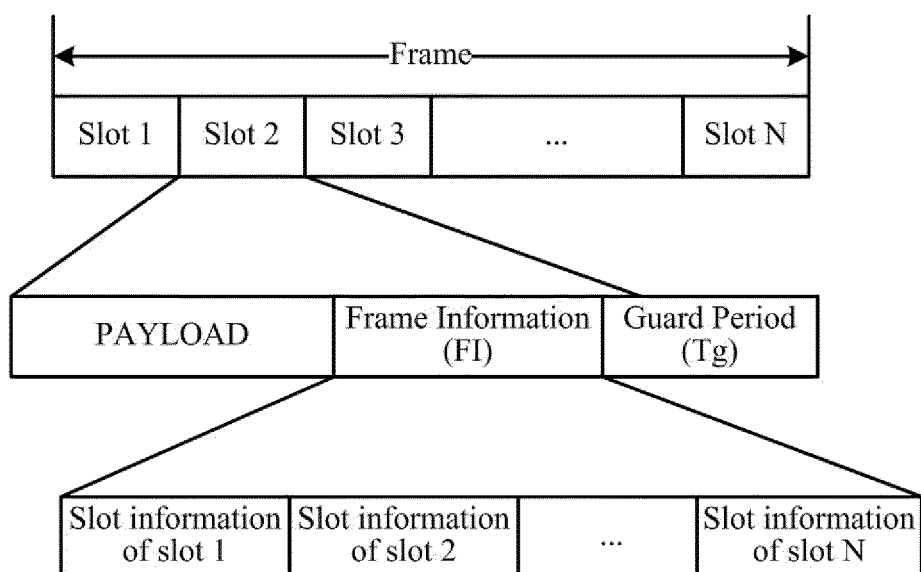 Frame
Slot 1
Slot 2
Slot 3
...
Slot N
PAYLOAD
Frame Information
(FI)
Guard Period
(Tg)
Slot information
of slot 1
Slot information
of slot 2
...
Slot information
of slot N